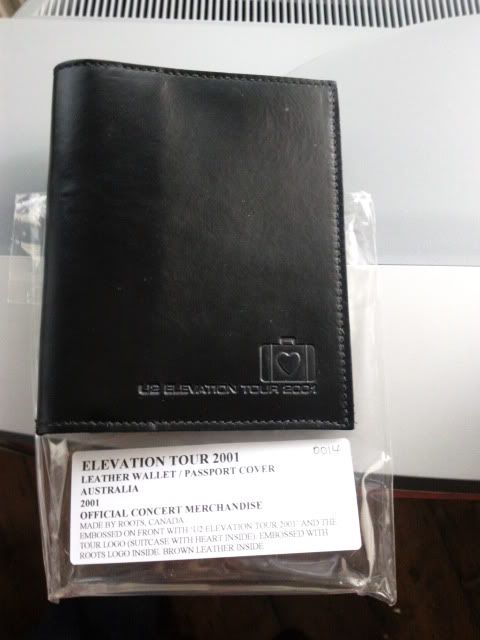 U2 ELEVATION TOUR 2001
0014
ELEVATION TOUR 2001
LEATHER WALLET / PASSPORT COVER
AUSTRALIA
2001
OFFICIAL CONCERT MERCHANDISE
MADE BY ROOTS, CANADA
EMBOSSED ON FRONT WITH 'U2 ELEVATION TOUR 2001' AND THE
TOUR LOGO (SUITCASE WITH HEART INSIDE). EMBOSSED WITH
ROOTS LOGO INSIDE. BROWN LEATHER INSIDE.